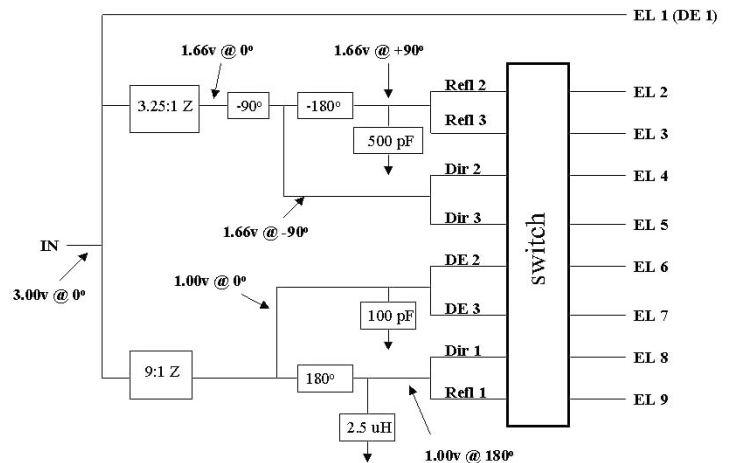 EL 1 (DE 1)
1.66v @ 0°
1.66v @ +90°
3.25:1 Z
-90°
-180°
Refl 2
EL 2
Refl 3
EL 3
500 pF
Dir 2
EL 4
1.66v @ -90°
Dir 3
EL 5
switch
IN
DE 2
EL 6
3.00v @ 0°
1.00v @ 0°
100 pF
DE 3
EL 7
9:1 Z
180°
Dir 1
EL 8
Refl 1
EL 9
2.5 uH
1.00v @ 180°